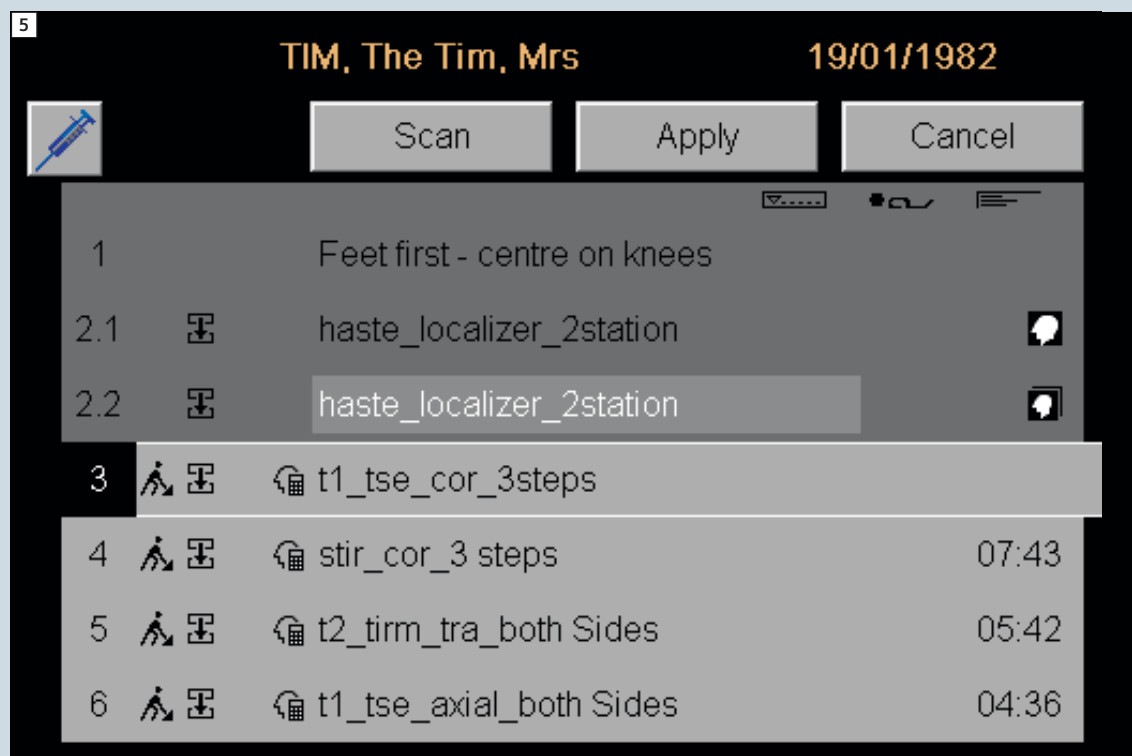 5
TIM, The Tim, Mrs 19/01/1982
Scan Apply Cancel
1 Feet first - centre on knees
2.1 haste_localizer_2station
2.2 haste_localizer_2station
3 t1_tse_cor_3steps
4 stir_cor_3 steps 07:43
5 t2_tirm_tra_both Sides 05:42
6 t1_tse_axial_both Sides 04:36